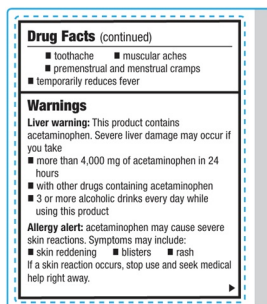 Drug Facts (continued)
■ toothache ■ muscular aches
■ premenstrual and menstrual cramps
■ temporarily reduces fever
Warnings
Liver warning: This product contains
acetaminophen. Severe liver damage may occur if
you take
■ more than 4,000 mg of acetaminophen in 24
hours
■ with other drugs containing acetaminophen
■ 3 or more alcoholic drinks every day while
using this product
Allergy alert: acetaminophen may cause severe
skin reactions. Symptoms may include:
■ skin reddening ■ blisters ■ rash
If a skin reaction occurs, stop use and seek medical
help right away.